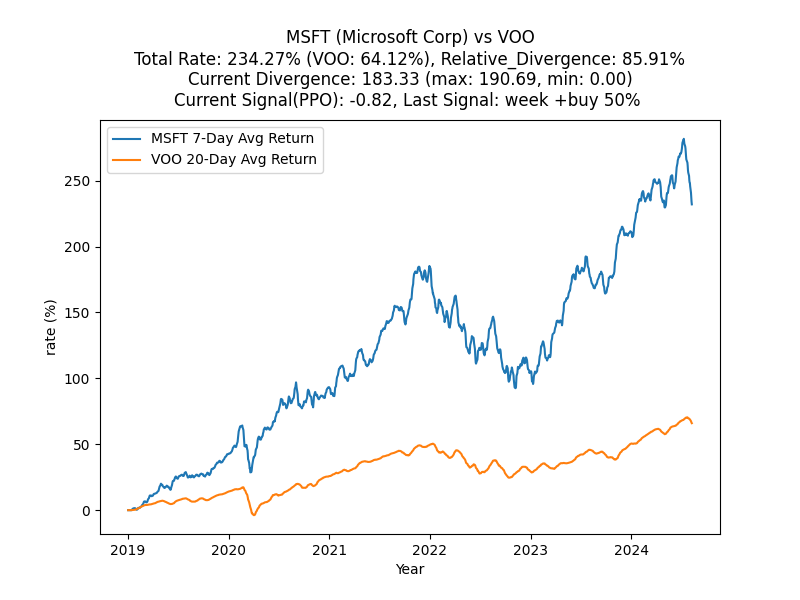 MSFT (Microsoft Corp) vs VOO
Total Rate: 234.27% (VOO: 64.12%), Relative_Divergence: 85.91%
Current Divergence: 183.33 (max: 190.69, min: 0.00)
Current Signal(PPO): -0.82, Last Signal: week +buy 50%
MSFT 7-Day Avg Return
VOO 20-Day Avg Return
rate (%)
250
200
150
100
50
0
2019 2020 2021 2022 2023 2024
Year